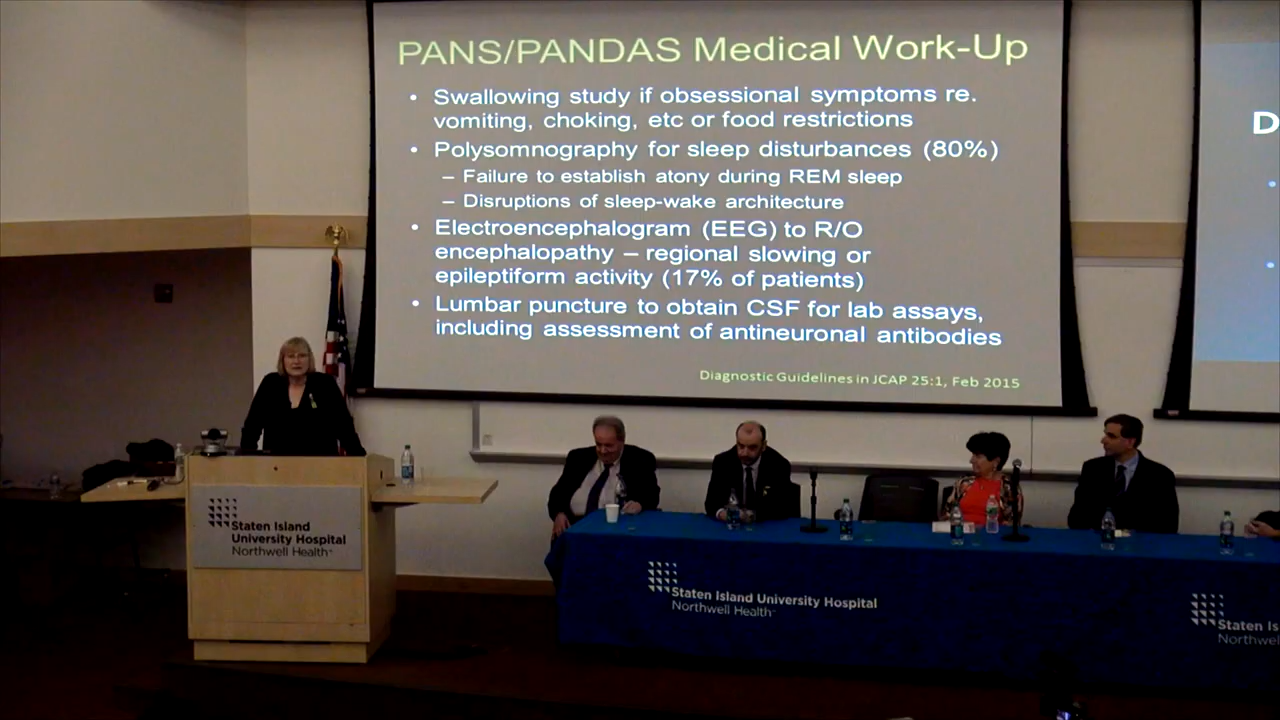 PANS/PANDAS Medical Work-Up
• Swallowing study if obsessional symptoms re.
vomiting, choking, etc or food restrictions
• Polysomnography for sleep disturbances (80%)
– Failure to establish atony during REM sleep
– Disruptions of sleep-wake architecture
• Electroencephalogram (EEG) to R/O
encephalopathy – regional slowing or
epileptiform activity (17% of patients)
• Lumbar puncture to obtain CSF for lab assays,
including assessment of antineuronal antibodies
Diagnostic Guidelines in JCAP 25:1, Feb 2015
D
Staten Island
University Hospital
Northwell Health
Staten Island University Hospital
Northwell Health
Staten Is
Northwel